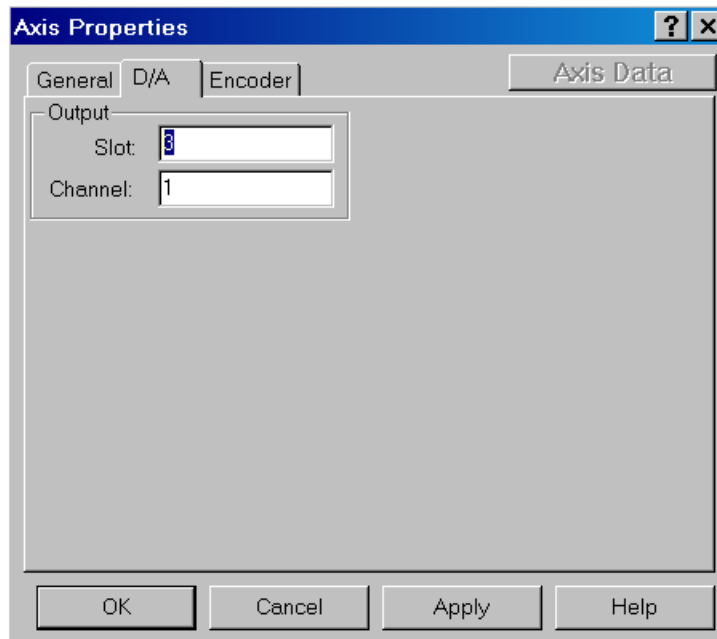 Axis Properties ? ×
General D/A Encoder Axis Data
Output
Slot: 3
Channel: 1
OK Cancel Apply Help